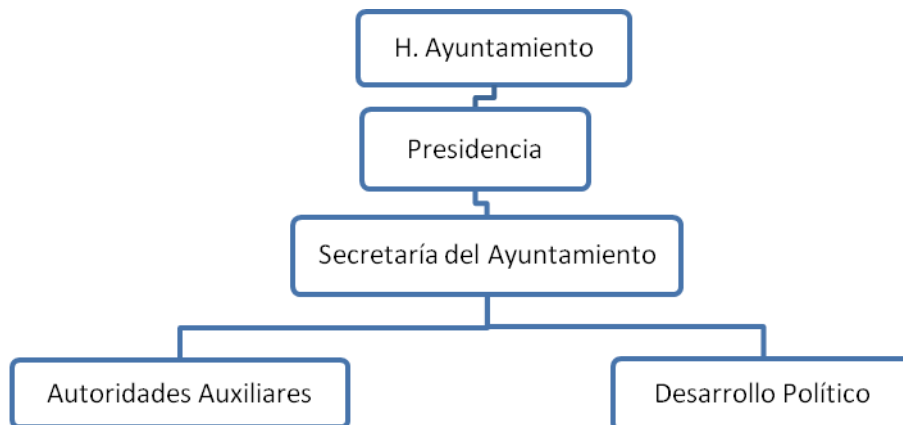 H. Ayuntamiento
Presidencia
Secretaría del Ayuntamiento
Autoridades Auxiliares
Desarrollo Político